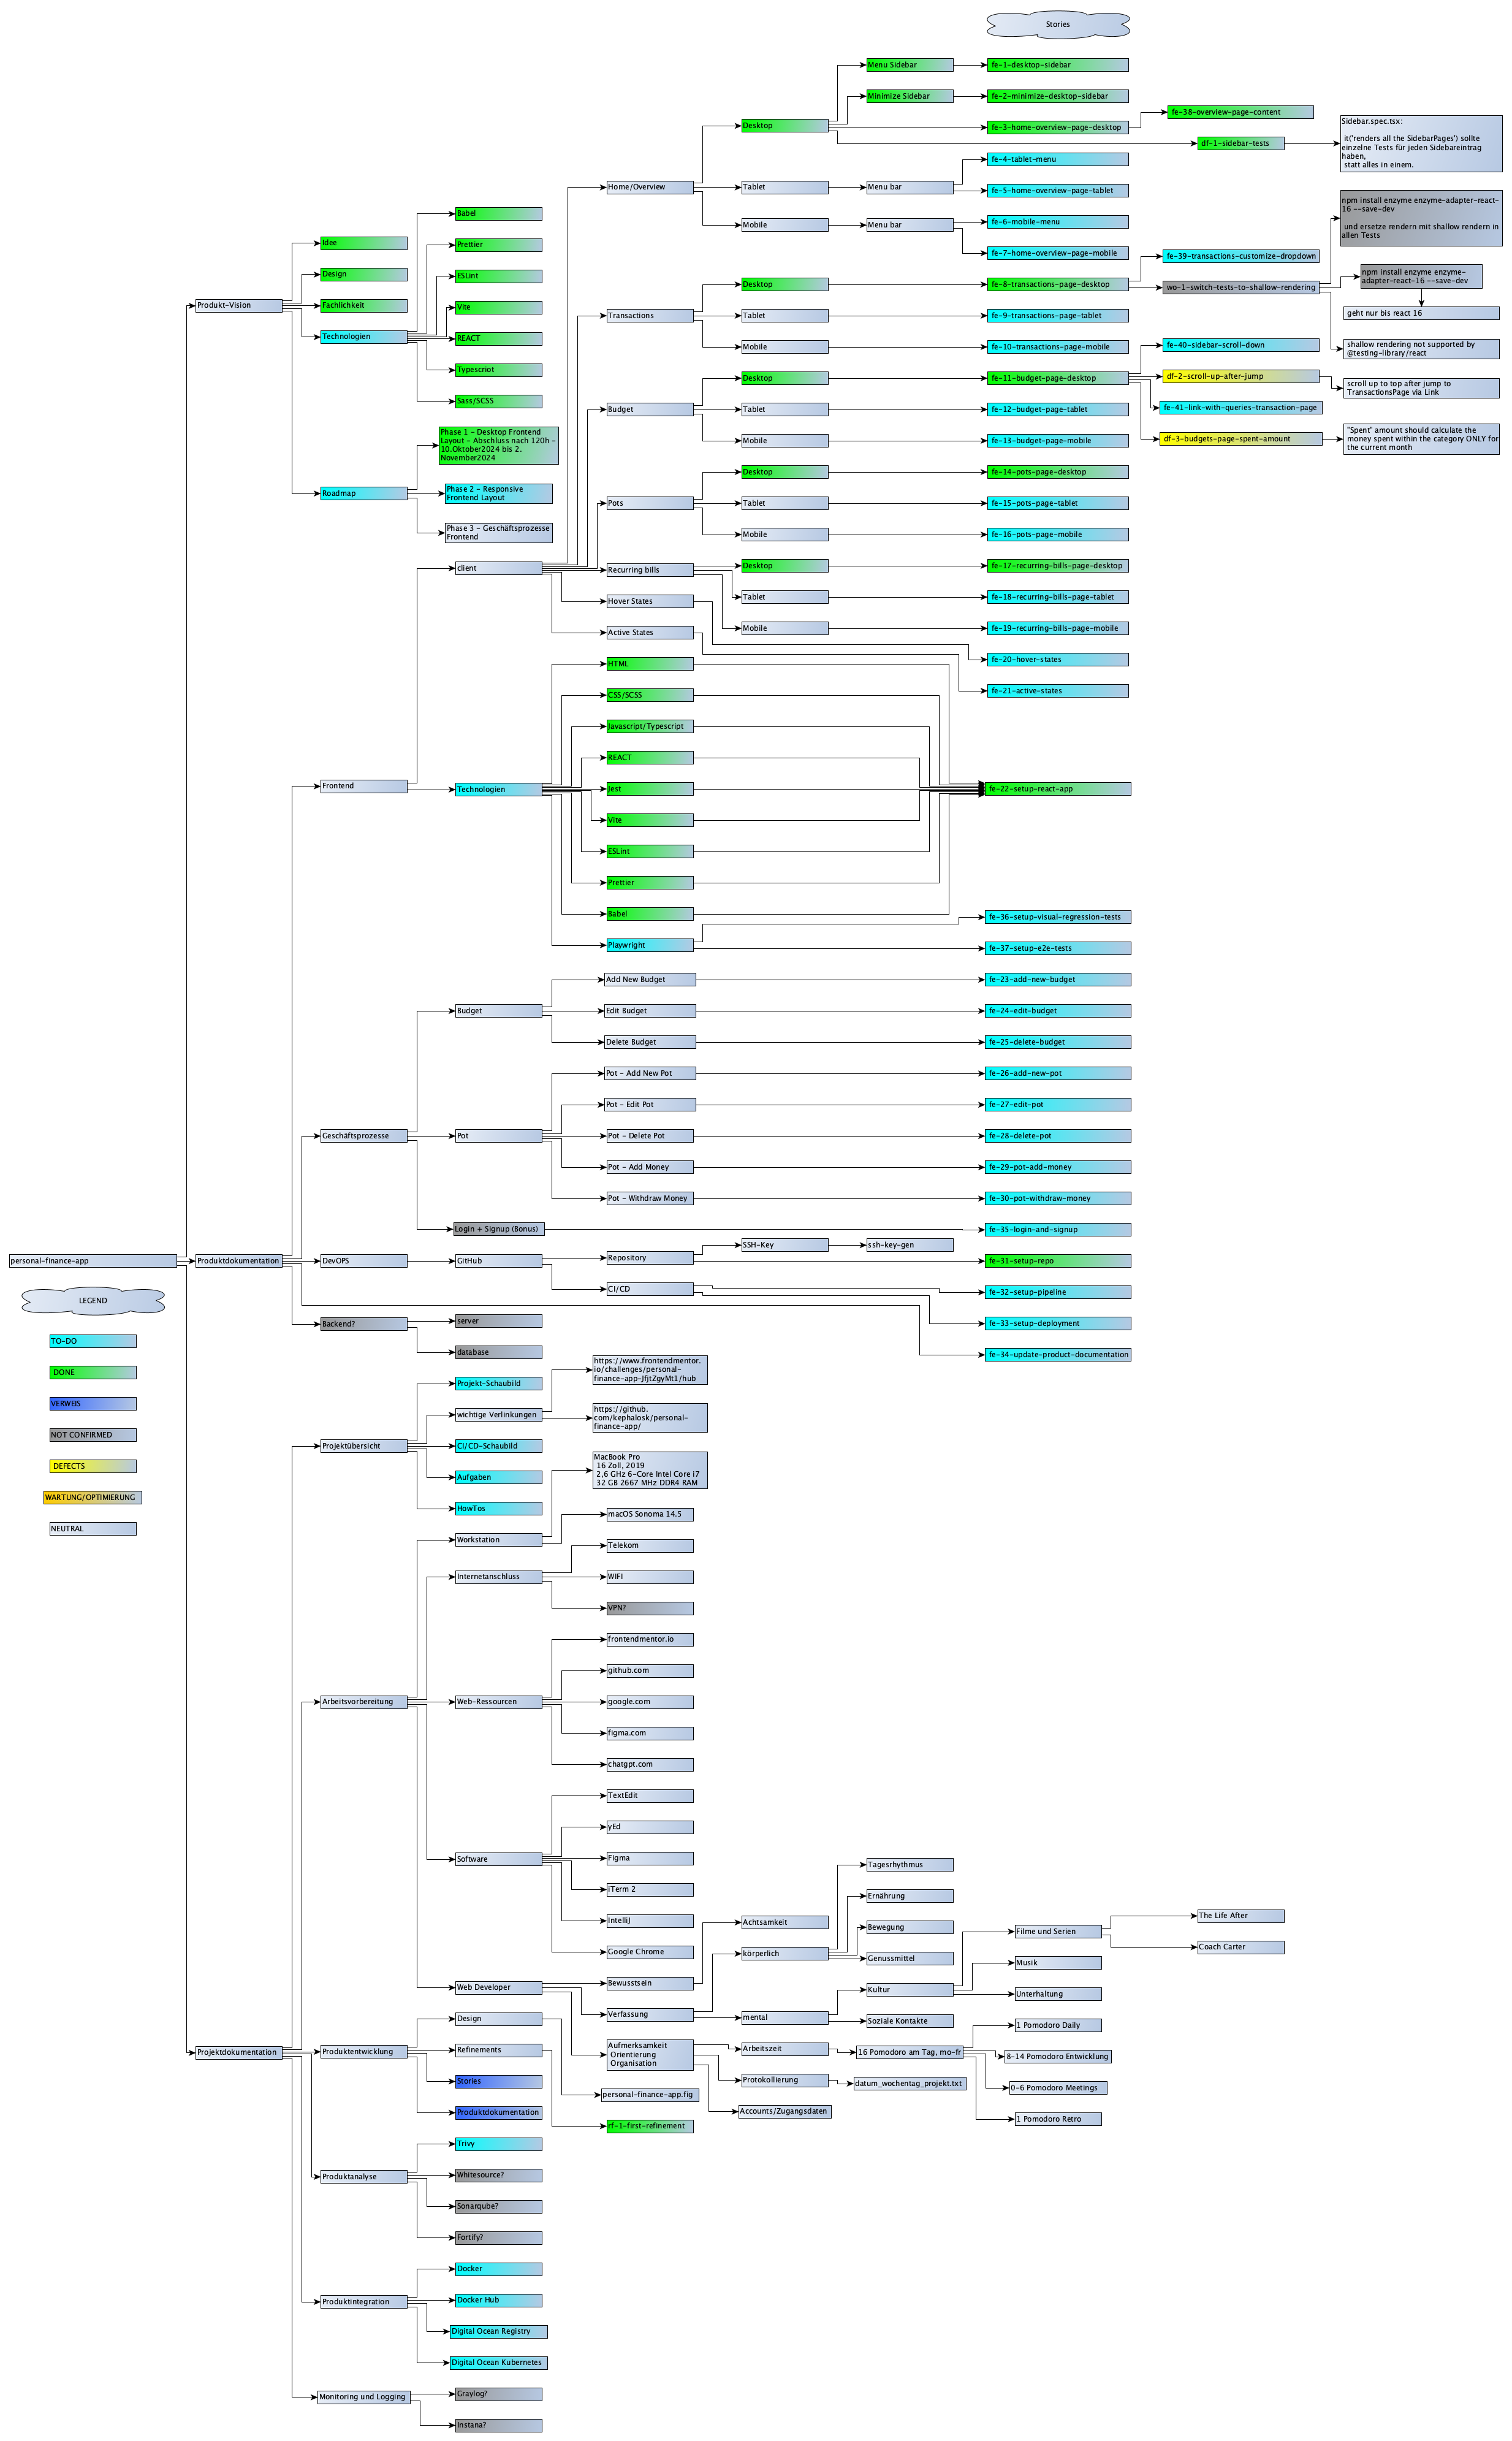 Stories
Menu Sidebar
fe-1-desktop-sidebar
Minimize Sidebar
fe-2-minimize-desktop-sidebar
Desktop
fe-3-home-overview-page-desktop
fe-38-overview-page-content
df-1-sidebar-tests
Sidebar.spec.tsx:
it('renders all the SidebarPages') sollte
einzelne Tests für jeden Sidebareintrag
haben,
statt alles in einem.
Home/Overview
Tablet
Menu bar
fe-4-tablet-menu
fe-5-home-overview-page-tablet
Mobile
Menu bar
fe-6-mobile-menu
fe-7-home-overview-page-mobile
npm install enzyme enzyme-adapter-react-
16 --save-dev
und ersetze rendern mit shallow rendern in
allen Tests
Babel
Prettier
ESLint
Vite
REACT
Typescriot
Sass/SCSS
Idee
Design
Fachlichkeit
Technologien
Produkt-Vision
Transactions
Desktop
fe-8-transactions-page-desktop
fe-39-transactions-customize-dropdown
wo-1-switch-tests-to-shallow-rendering
npm install enzyme enzyme-
adapter-react-16 --save-dev
geht nur bis react 16
shallow rendering not supported by
@testing-library/react
Tablet
fe-9-transactions-page-tablet
Mobile
fe-10-transactions-page-mobile
Budget
Desktop
fe-11-budget-page-desktop
fe-40-sidebar-scroll-down
df-2-scroll-up-after-jump
scroll up to top after jump to
TransactionsPage via Link
fe-41-link-with-queries-transaction-page
df-3-budgets-page-spent-amount
"Spent" amount should calculate the
money spent within the category ONLY for
the current month
Tablet
fe-12-budget-page-tablet
Mobile
fe-13-budget-page-mobile
Phase 1 - Desktop Frontend
Layout - Abschluss nach 120h -
10.Oktober2024 bis 2.
November2024
Roadmap
Phase 2 - Responsive
Frontend Layout
Phase 3 - Geschäftsprozesse
Frontend
Pots
Desktop
fe-14-pots-page-desktop
Tablet
fe-15-pots-page-tablet
Mobile
fe-16-pots-page-mobile
client
Recurring bills
Desktop
fe-17-recurring-bills-page-desktop
Tablet
fe-18-recurring-bills-page-tablet
Mobile
fe-19-recurring-bills-page-mobile
Hover States
fe-20-hover-states
Active States
fe-21-active-states
Frontend
Technologien
HTML
CSS/SCSS
Javascript/Typescript
REACT
Jest
fe-22-setup-react-app
Vite
ESLint
Prettier
Babel
Playwright
fe-36-setup-visual-regression-tests
fe-37-setup-e2e-tests
Geschäftsprozesse
Budget
Add New Budget
fe-23-add-new-budget
Edit Budget
fe-24-edit-budget
Delete Budget
fe-25-delete-budget
Pot
Pot - Add New Pot
fe-26-add-new-pot
Pot - Edit Pot
fe-27-edit-pot
Pot - Delete Pot
fe-28-delete-pot
Pot - Add Money
fe-29-pot-add-money
Pot - Withdraw Money
fe-30-pot-withdraw-money
Login + Signup (Bonus)
fe-35-login-and-signup
personal-finance-app
Produktdokumentation
DevOPS
GitHub
Repository
SSH-Key
ssh-key-gen
fe-31-setup-repo
CI/CD
fe-32-setup-pipeline
fe-33-setup-deployment
fe-34-update-product-documentation
Backend?
server
database
LEGEND
TO-DO
DONE
VERWEIS
NOT CONFIRMED
DEFECTS
WARTUNG/OPTIMIERUNG
NEUTRAL
Projektübersicht
Projekt-Schaubild
wichtige Verlinkungen
https://www.frontendmentor.
io/challenges/personal-
finance-app-JfjtZgyMt1/hub
https://github.
com/kephalosk/personal-
finance-app/
CI/CD-Schaubild
Aufgaben
HowTos
Arbeitsvorbereitung
Workstation
MacBook Pro
16 Zoll, 2019
2,6 GHz 6-Core Intel Core i7
32 GB 2667 MHz DDR4 RAM
macOS Sonoma 14.5
Internetanschluss
Telekom
WIFI
VPN?
Web-Ressourcen
frontendmentor.io
github.com
google.com
figma.com
chatgpt.com
Software
TextEdit
yEd
Figma
iTerm 2
IntelliJ
Google Chrome
Web Developer
Bewusstsein
Achtsamkeit
Verfassung
körperlich
Tagesrhythmus
Ernährung
Bewegung
Genussmittel
mental
Kultur
Filme und Serien
The Life After
Coach Carter
Musik
Unterhaltung
Soziale Kontakte
Aufmerksamkeit
Orientierung
Organisation
Arbeitszeit
16 Pomodoro am Tag, mo-fr
1 Pomodoro Daily
8-14 Pomodoro Entwicklung
0-6 Pomodoro Meetings
1 Pomodoro Retro
Protokollierung
datum_wochentag_projekt.txt
Accounts/Zugangsdaten
Projektdokumentation
Produktentwicklung
Design
personal-finance-app.fig
Refinements
rf-1-first-refinement
Stories
Produktdokumentation
Produktanalyse
Trivy
Whitesource?
Sonarqube?
Fortify?
Produktintegration
Docker
Docker Hub
Digital Ocean Registry
Digital Ocean Kubernetes
Monitoring und Logging
Graylog?
Instana?